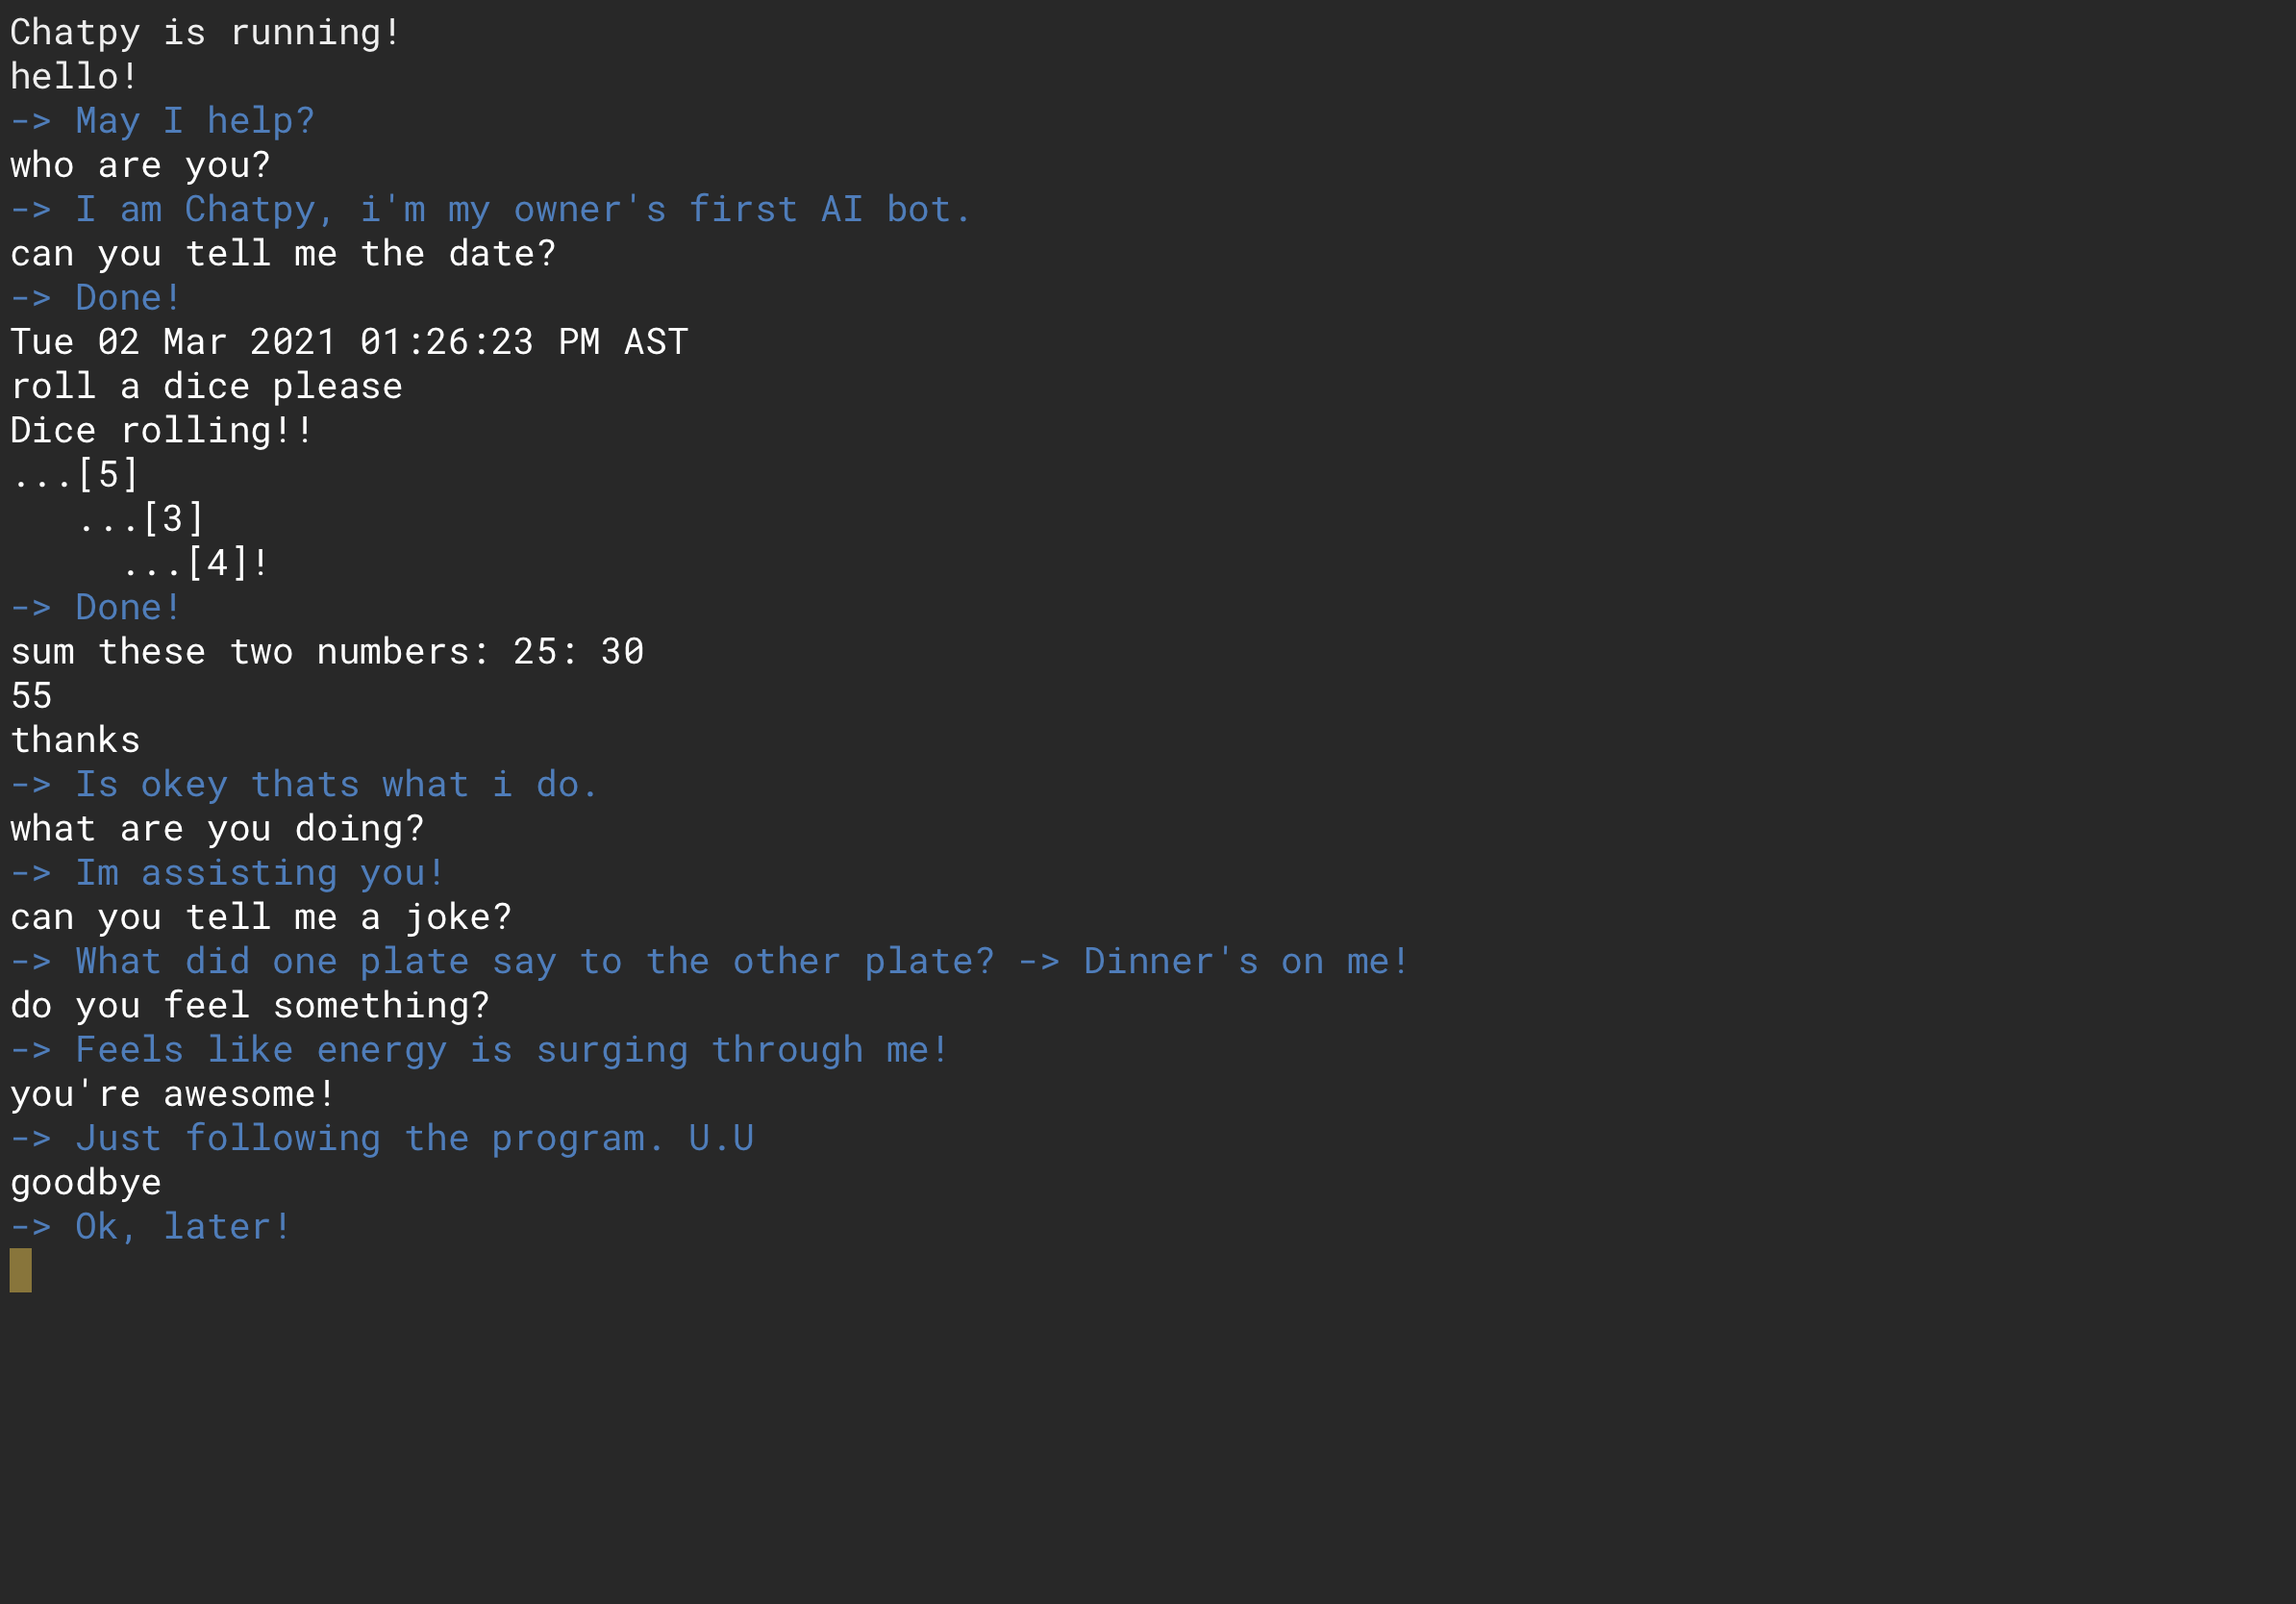 Chatpy is running!
hello!
-> May I help?
who are you?
-> I am Chatpy, i'm my owner's first AI bot.
can you tell me the date?
-> Done!
Tue 02 Mar 2021 01:26:23 PM AST
roll a dice please
Dice rolling!!
...[5]
   ...[3]
     ...[4]!
-> Done!
sum these two numbers: 25: 30
55
thanks
-> Is okey thats what i do.
what are you doing?
-> Im assisting you!
can you tell me a joke?
-> What did one plate say to the other plate? -> Dinner's on me!
do you feel something?
-> Feels like energy is surging through me!
you're awesome!
-> Just following the program. U.U
goodbye
-> Ok, later!